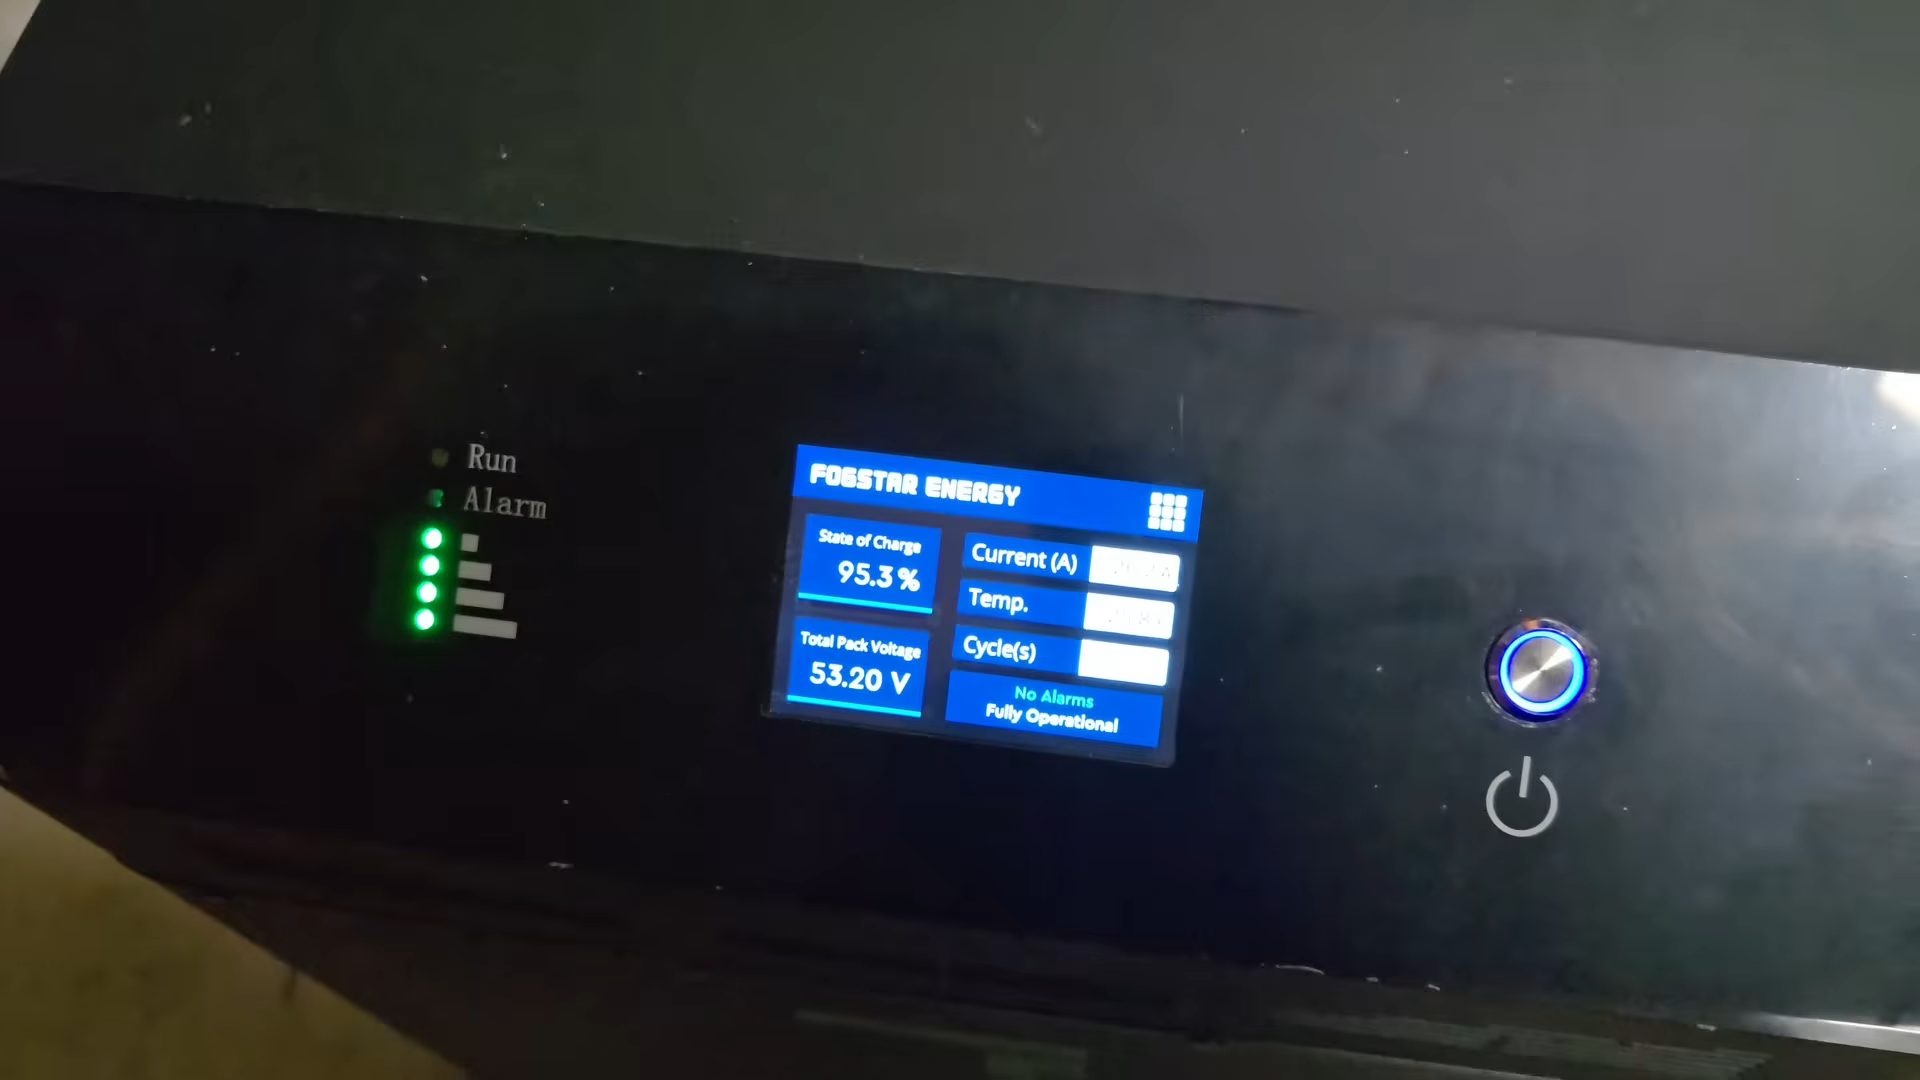 Run
Alarm
FOGSTAR ENERGY
State of Charge
95.3 %
Total Pack Voltage
53.20 V
Current (A)
Temp.
Cycle(s)
No Alarms
Fully Operational